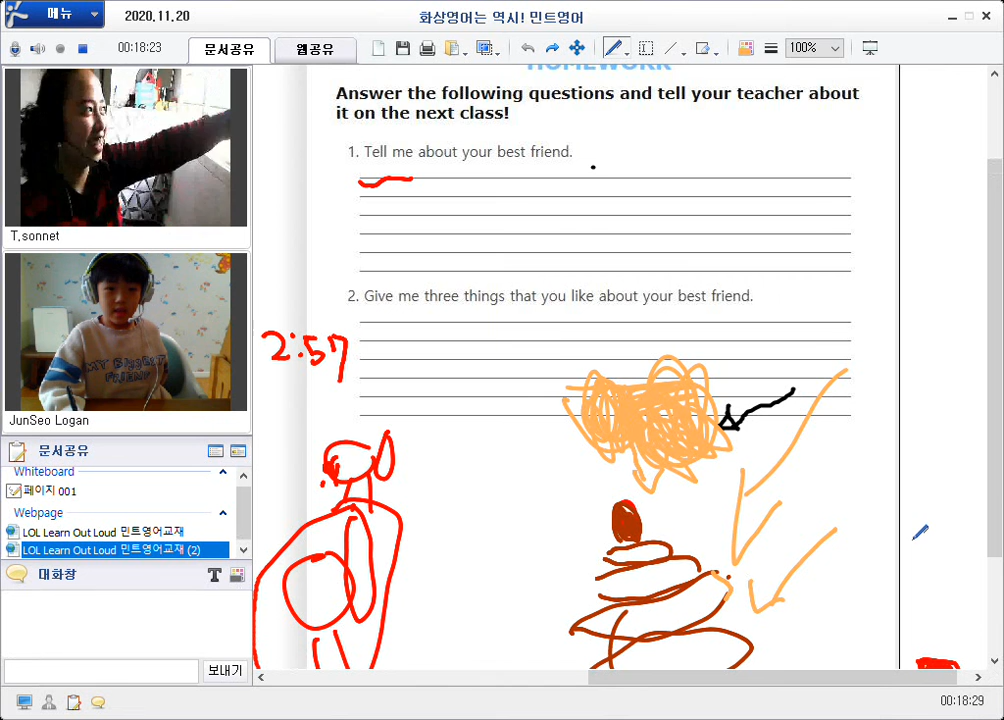 메뉴
2020.11.20
화상영어는 역시! 민트영어
00:18:23
문서공유
웹공유
100%
HOMEWORK
Answer the following questions and tell your teacher about
it on the next class!
1. Tell me about your best friend.
2. Give me three things that you like about your best friend.
2:57
T.sonnet
MY BIGGEST
FRIEND
JunSeo Logan
문서공유
Whiteboard
페이지 001
Webpage
LOL Learn Out Loud 민트영어교재
LOL Learn Out Loud 민트영어교재 (2)
대화창
T
보내기
00:18:29